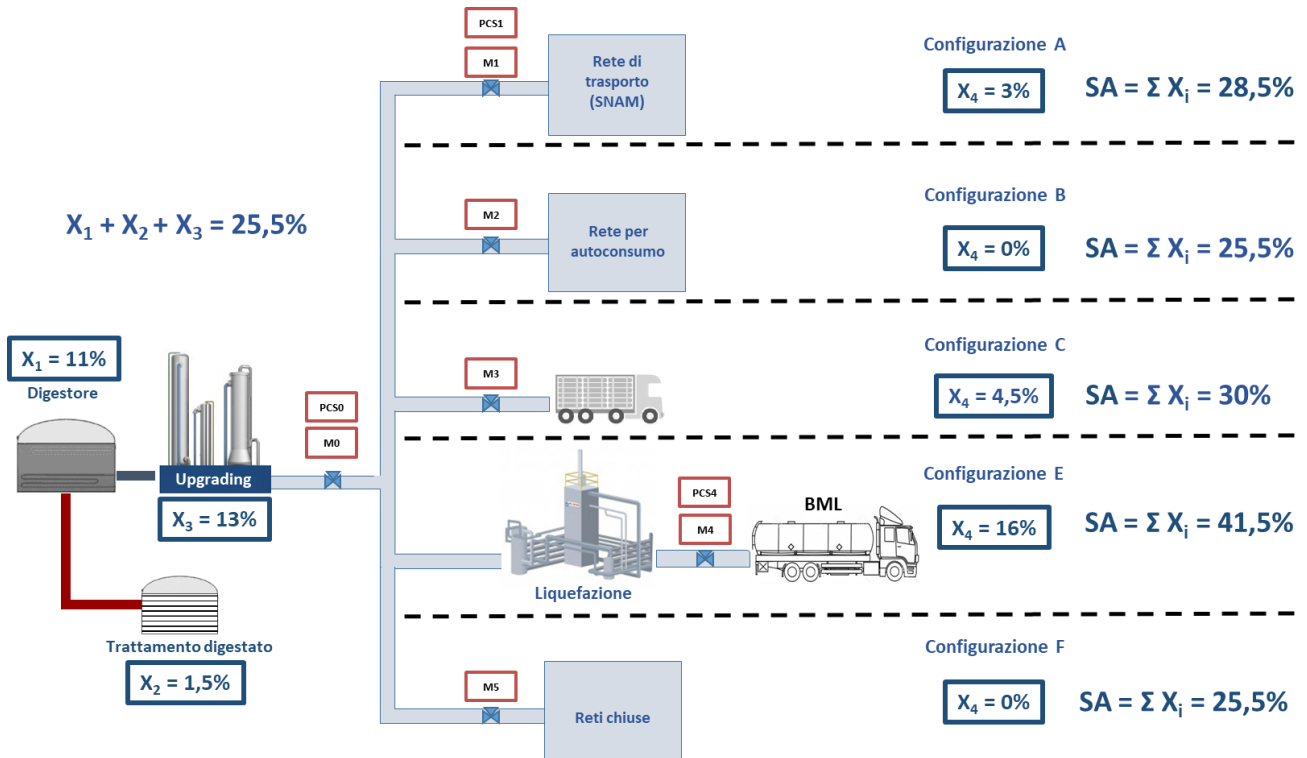 PCS1
M1
Rete di
trasporto
(SNAM)
Configurazione A
X₄ = 3%
SA = Σ Xᵢ = 28,5%
X₁ + X₂ + X₃ = 25,5%
M2
Rete per
autoconsumo
Configurazione B
X₄ = 0%
SA = Σ Xᵢ = 25,5%
X₁ = 11%
Digestore
PCS0
M0
Upgrading
X₃ = 13%
Trattamento digestato
X₂ = 1,5%
M3
Configurazione C
X₄ = 4,5%
SA = Σ Xᵢ = 30%
Liquefazione
PCS4
M4
BML
Configurazione E
X₄ = 16%
SA = Σ Xᵢ = 41,5%
M5
Reti chiuse
Configurazione F
X₄ = 0%
SA = Σ Xᵢ = 25,5%